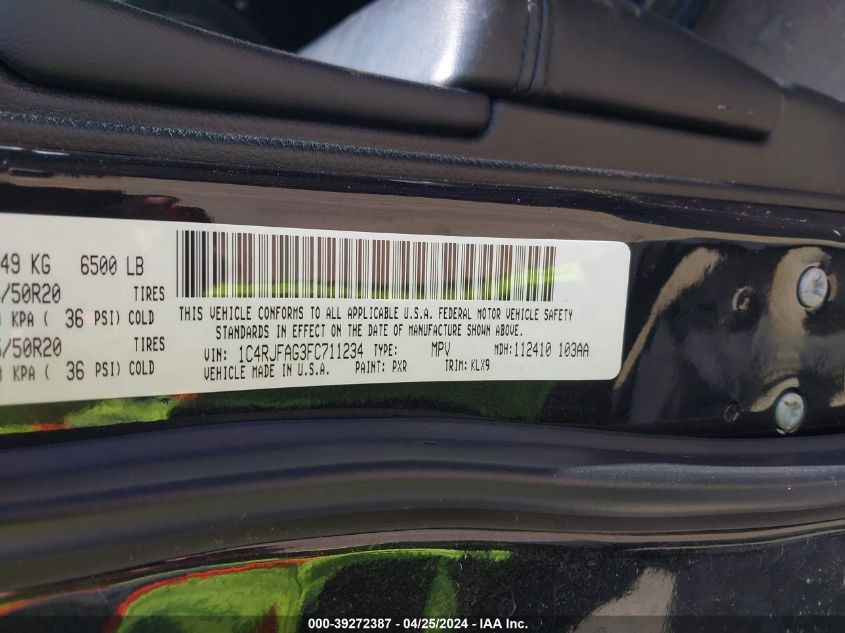 49 KG 6500 LB
/50R20 TIRES
KPA ( 36 PSI) COLD
/50R20 TIRES
KPA ( 36 PSI) COLD
THIS VEHICLE CONFORMS TO ALL APPLICABLE U.S.A. FEDERAL MOTOR VEHICLE SAFETY
STANDARDS IN EFFECT ON THE DATE OF MANUFACTURE SHOWN ABOVE.
VIN: 1C4RJFAG3FC711234 TYPE: MPV MDH: 112410 103AA
VEHICLE MADE IN U.S.A. PAINT: PXR TRIM: KLX9
000-39272387 - 04/25/2024 - IAA Inc.